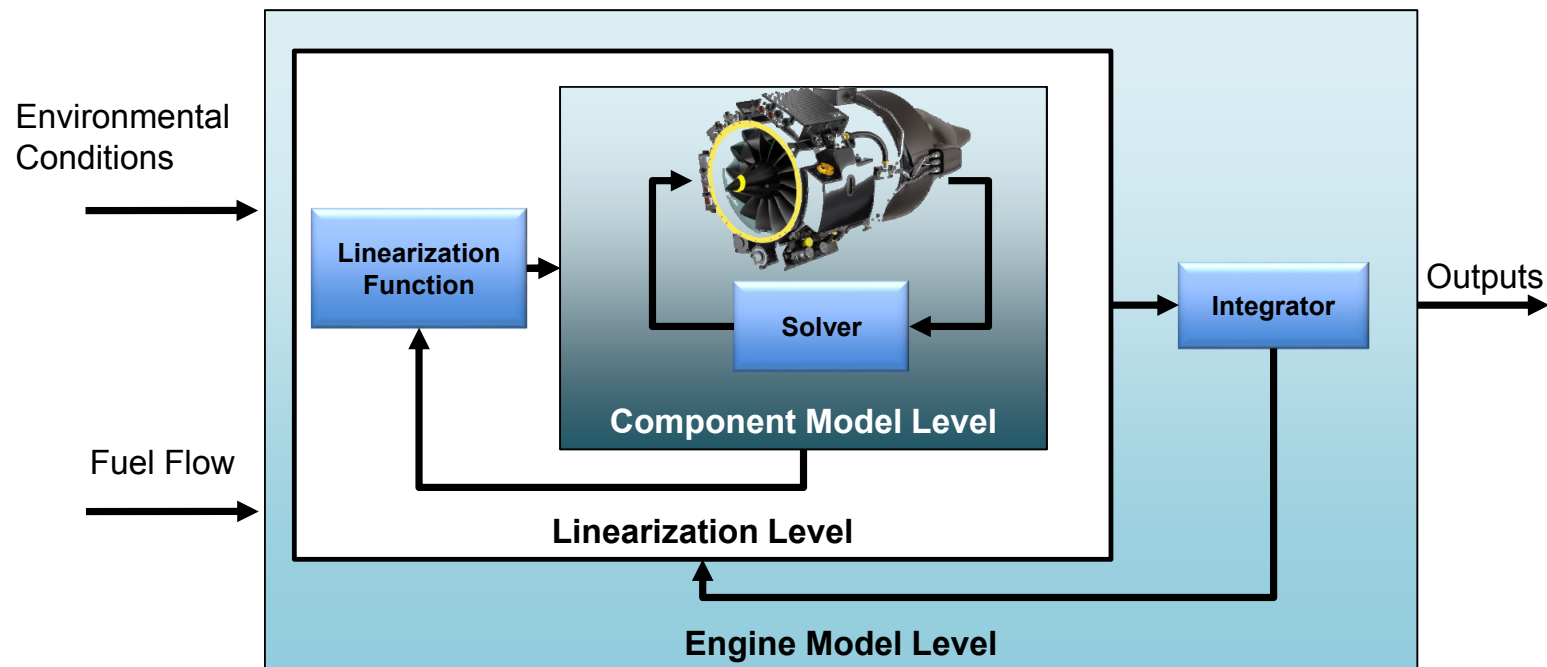 Environmental
Conditions
Linearization
Function
Solver
Integrator
Outputs
Component Model Level
Fuel Flow
Linearization Level
Engine Model Level